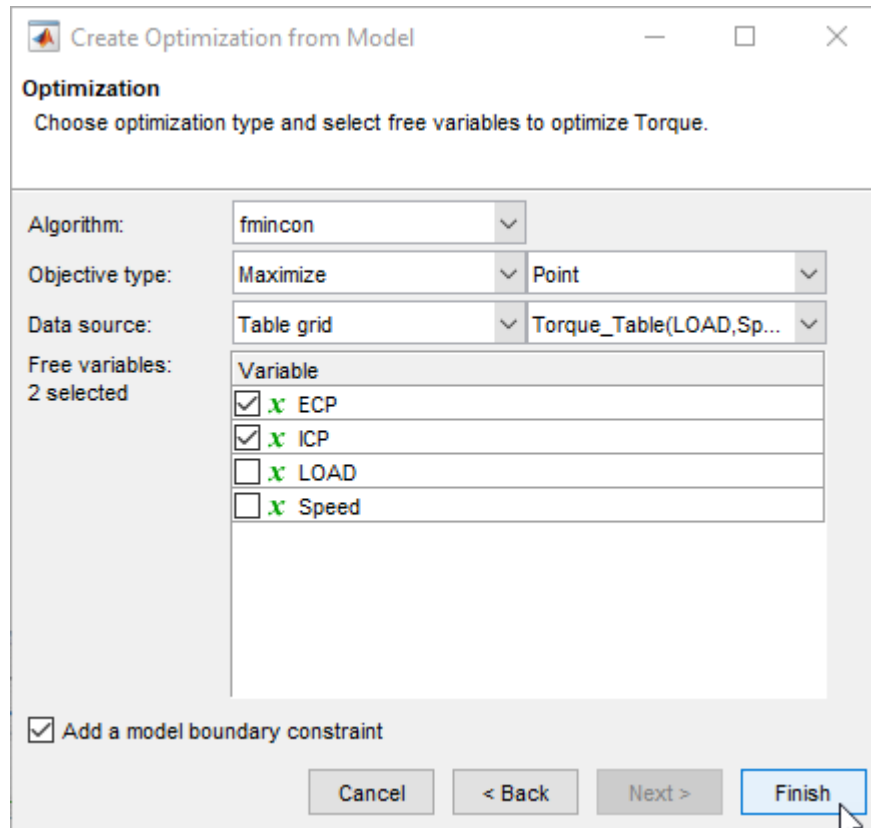 Create Optimization from Model
Optimization
Choose optimization type and select free variables to optimize Torque.
Algorithm: fmincon
Objective type: Maximize Point
Data source: Table grid Torque_Table(LOAD,Sp...
Free variables: Variable
2 selected
x ECP
x ICP
x LOAD
x Speed
Add a model boundary constraint
Cancel < Back Next > Finish